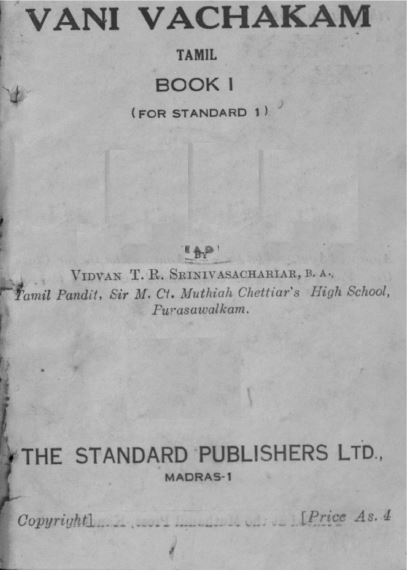 VANI VACHAKAM
TAMIL
BOOK I
(FOR STANDARD 1)
BY
VIDVAN T. R. SRINIVASACHARIAR, B. A.,
Tamil Pandit, Sir M. Ct. Muthiah Chettiar's High School,
Purasawalkam.
THE STANDARD PUBLISHERS LTD.,
MADRAS-1
Copyright] [Price As. 4